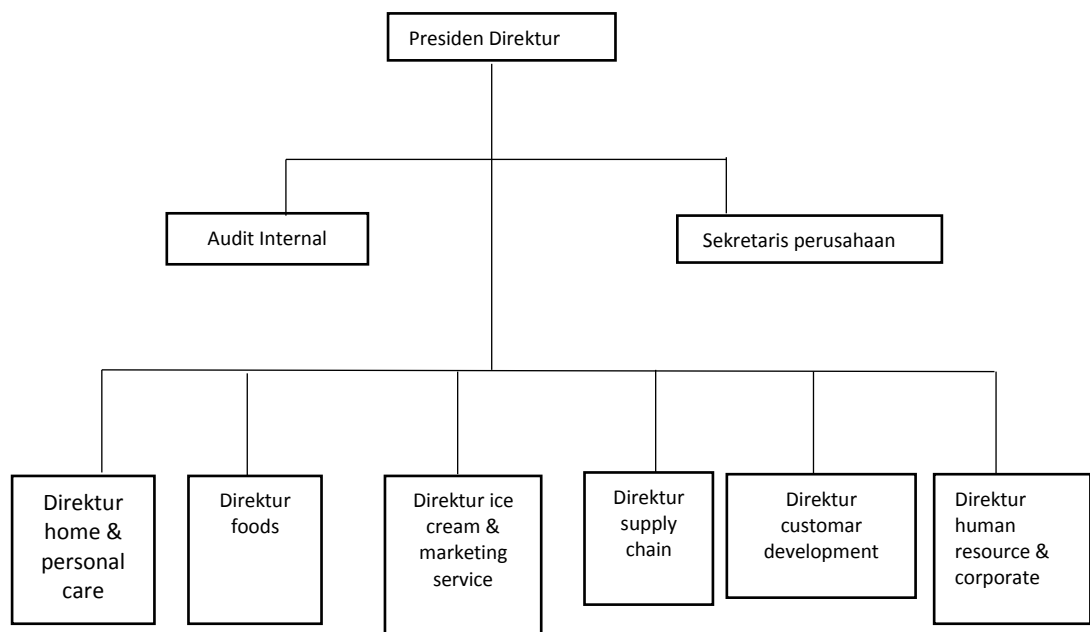 Presiden Direktur
Audit Internal
Sekretaris perusahaan
Direktur
home &
personal
care
Direktur
foods
Direktur ice
cream &
marketing
service
Direktur
supply
chain
Direktur
customar
development
Direktur
human
resource &
corporate